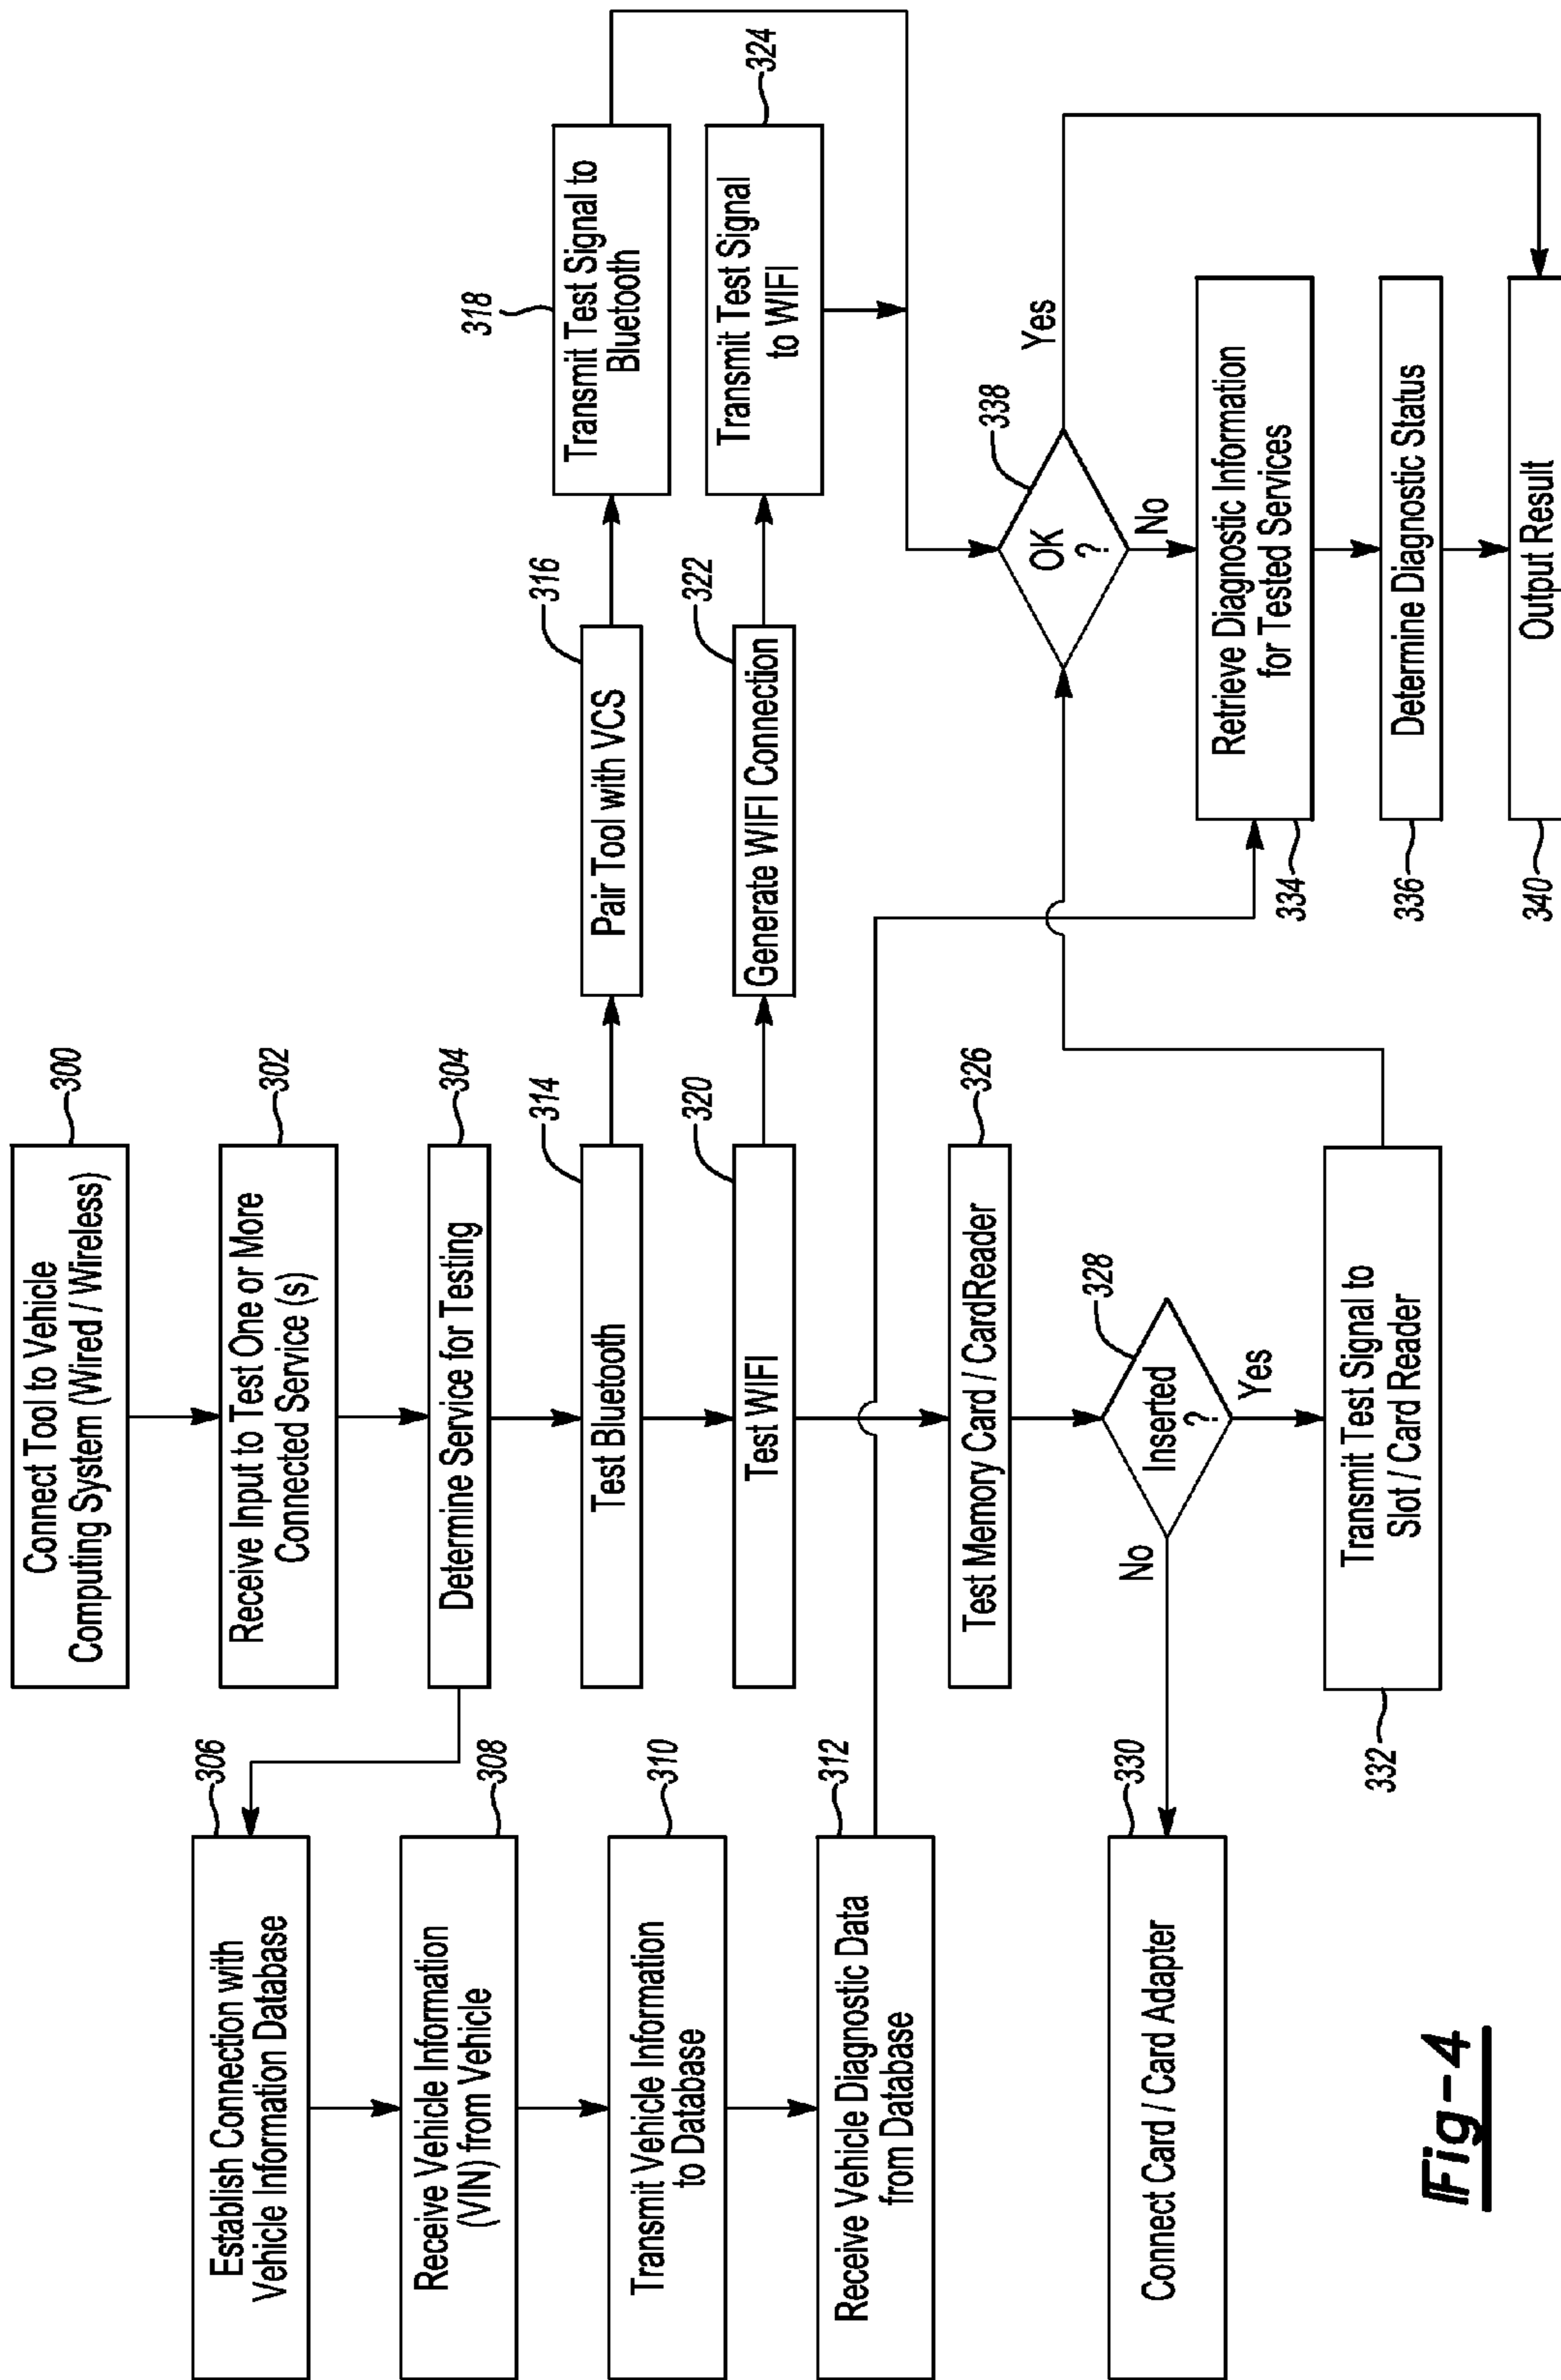 Connect Tool to Vehicle
Computing System (Wired / Wireless)
300
Receive Input to Test One or More
Connected Service (s)
302
Determine Service for Testing
304
306
Establish Connection with
Vehicle Information Database
308
Receive Vehicle Information
(VIN) from Vehicle
310
Transmit Vehicle Information
to Database
312
Receive Vehicle Diagnostic Data
from Database
Test Bluetooth
314
Pair Tool with VCS
316
Transmit Test Signal to
Bluetooth
318
Test WIFI
320
Generate WIFI Connection
322
Transmit Test Signal
to WIFI
324
Test Memory Card / CardReader
326
Inserted
?
328
No
Yes
330
Connect Card / Card Adapter
Transmit Test Signal to
Slot / Card Reader
332
OK
?
338
Yes
No
Retrieve Diagnostic Information
for Tested Services
334
Determine Diagnostic Status
336
Output Result
340
Fig-4